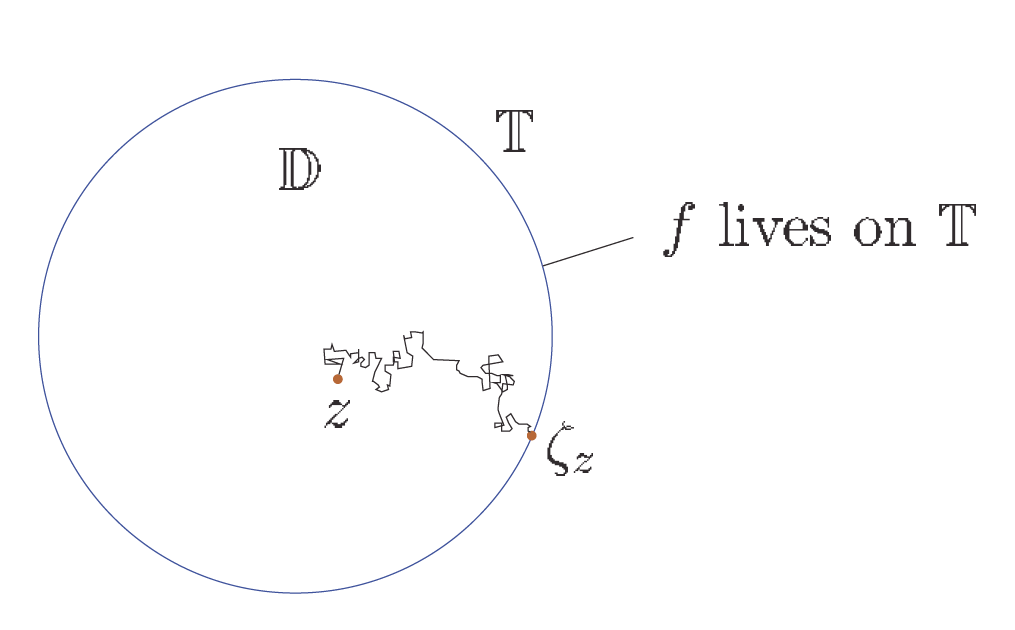 𝕋
𝔻
f lives on 𝕋
z
ζz